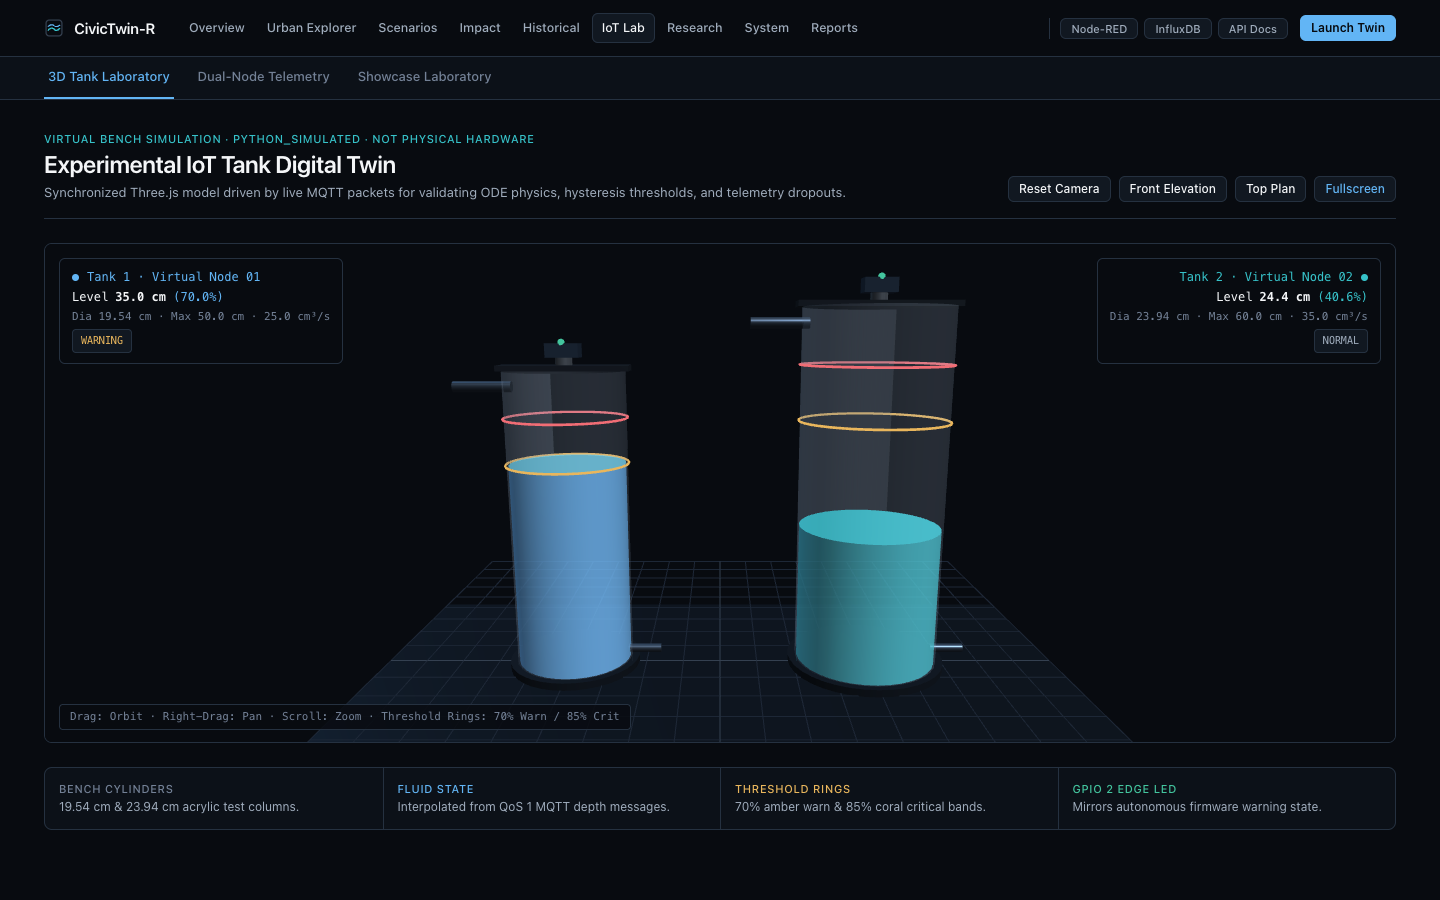 CivicTwin-R
Overview
Urban Explorer
Scenarios
Impact
Historical
IoT Lab
Research
System
Reports
Node-RED
InfluxDB
API Docs
Launch Twin
3D Tank Laboratory
Dual-Node Telemetry
Showcase Laboratory
VIRTUAL BENCH SIMULATION · PYTHON_SIMULATED · NOT PHYSICAL HARDWARE
Experimental IoT Tank Digital Twin
Synchronized Three.js model driven by live MQTT packets for validating ODE physics, hysteresis thresholds, and telemetry dropouts.
Reset Camera
Front Elevation
Top Plan
Fullscreen
Tank 1 · Virtual Node 01
Level 35.0 cm (70.0%)
Dia 19.54 cm · Max 50.0 cm · 25.0 cm³/s
WARNING
Tank 2 · Virtual Node 02
Level 24.4 cm (40.6%)
Dia 23.94 cm · Max 60.0 cm · 35.0 cm³/s
NORMAL
Drag: Orbit · Right-Drag: Pan · Scroll: Zoom · Threshold Rings: 70% Warn / 85% Crit
BENCH CYLINDERS
19.54 cm & 23.94 cm acrylic test columns.
FLUID STATE
Interpolated from QoS 1 MQTT depth messages.
THRESHOLD RINGS
70% amber warn & 85% coral critical bands.
GPIO 2 EDGE LED
Mirrors autonomous firmware warning state.